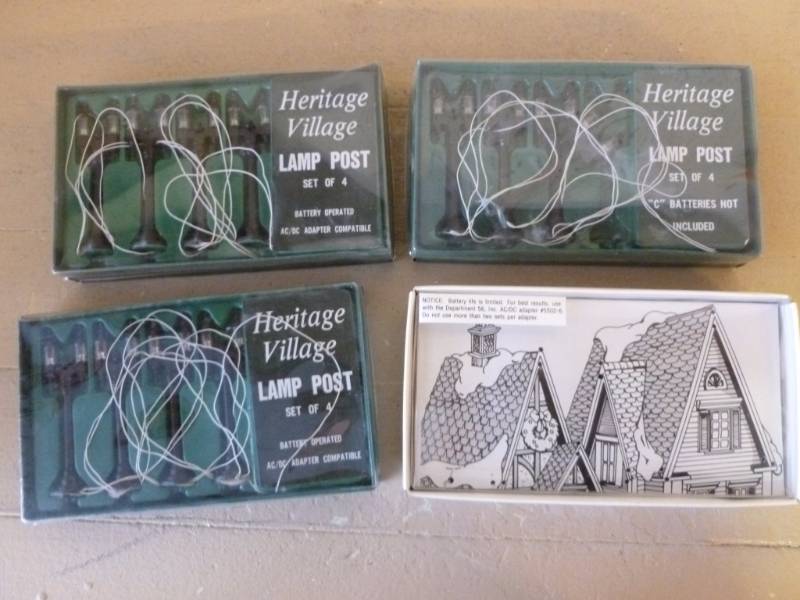 Heritage
Village
LAMP POST
SET OF 4
BATTERY OPERATED
AC/DC ADAPTER COMPATIBLE
Heritage
Village
LAMP POST
SET OF 4
"C" BATTERIES NOT
INCLUDED
Heritage
Village
LAMP POST
SET OF 4
BATTERY OPERATED
AC/DC ADAPTER COMPATIBLE
NOTICE: Battery life is limited. For best results, use
with the Department 56, Inc. AC/DC adapter #5502-6.
Do not use more than two sets per adapter.